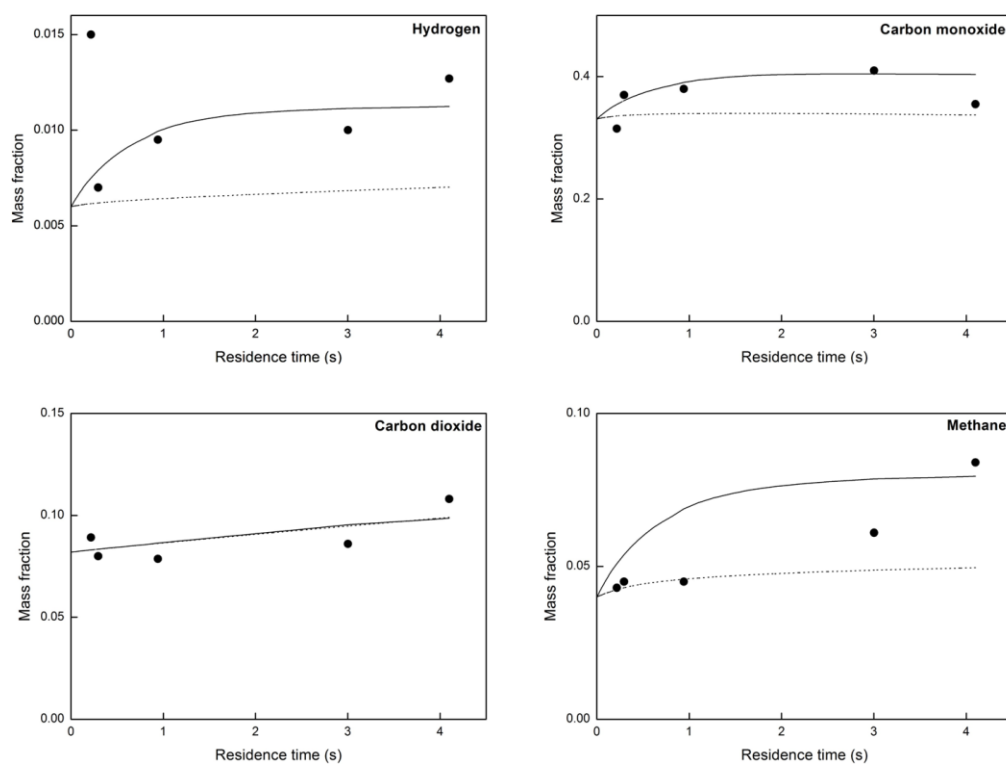 Hydrogen
Mass fraction
0.015
0.010
0.005
0.000
0 1 2 3 4
Residence time (s)
Carbon monoxide
Mass fraction
0.4
0.2
0.0
0 1 2 3 4
Residence time (s)
Carbon dioxide
Mass fraction
0.15
0.10
0.05
0.00
0 1 2 3 4
Residence time (s)
Methane
Mass fraction
0.10
0.05
0.00
0 1 2 3 4
Residence time (s)